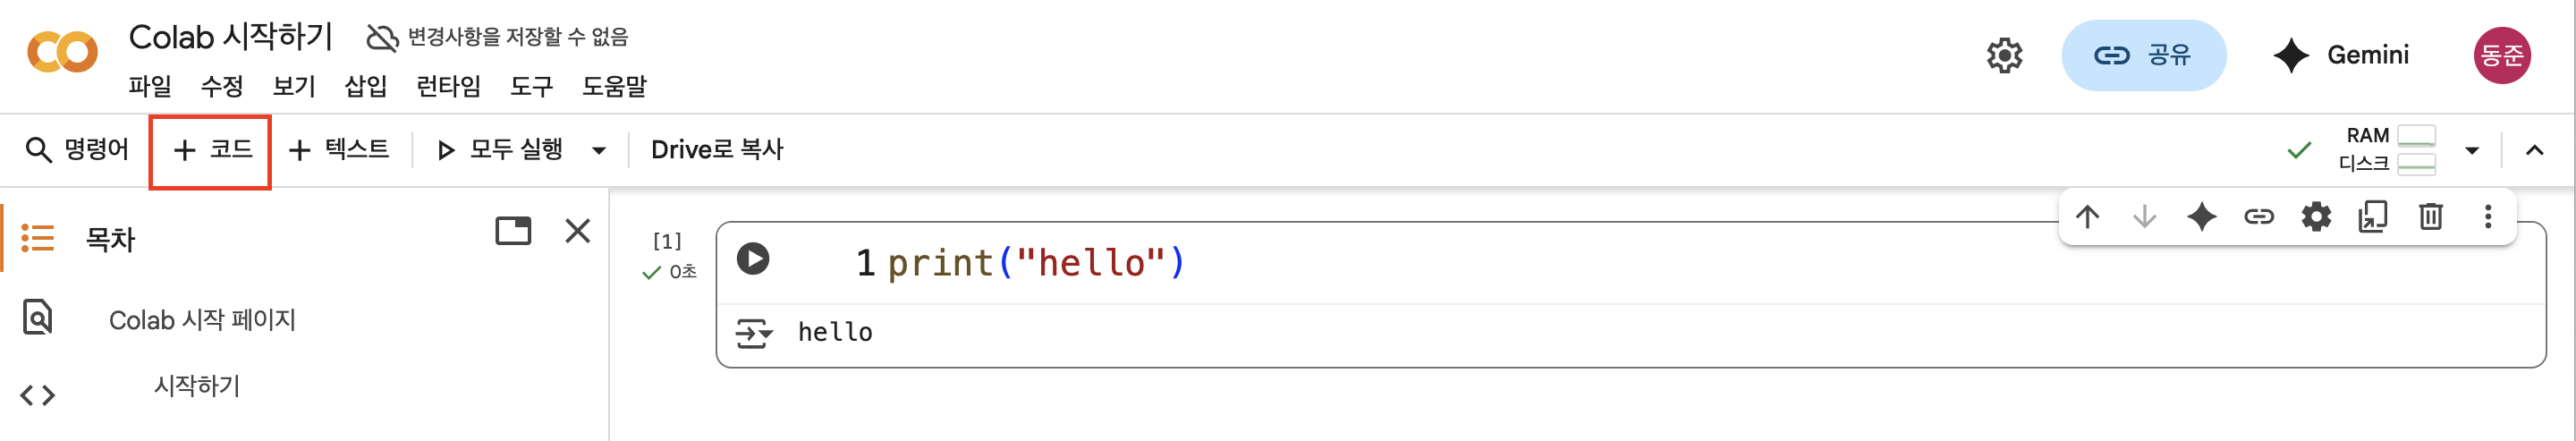 Colab 시작하기 변경사항을 저장할 수 없음
파일 수정 보기 삽입 런타임 도구 도움말
공유
Gemini
동준
명령어 + 코드 + 텍스트 모두 실행 Drive로 복사
RAM
디스크
목차
Colab 시작 페이지
시작하기
[1]
0초
1 print("hello")
hello